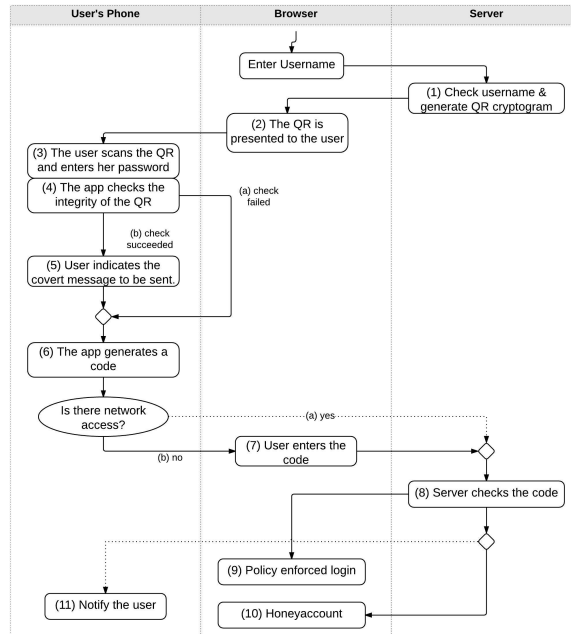 User's Phone
Browser
Server
Enter Username
(1) Check username &
generate QR cryptogram
(2) The QR is
presented to the user
(3) The user scans the QR
and enters her password
(4) The app checks the
integrity of the QR
(a) check
failed
(b) check
succeeded
(5) User indicates the
covert message to be sent.
(6) The app generates a
code
Is there network
access?
(a) yes
(b) no
(7) User enters the
code
(8) Server checks the code
(9) Policy enforced login
(11) Notify the user
(10) Honeyaccount